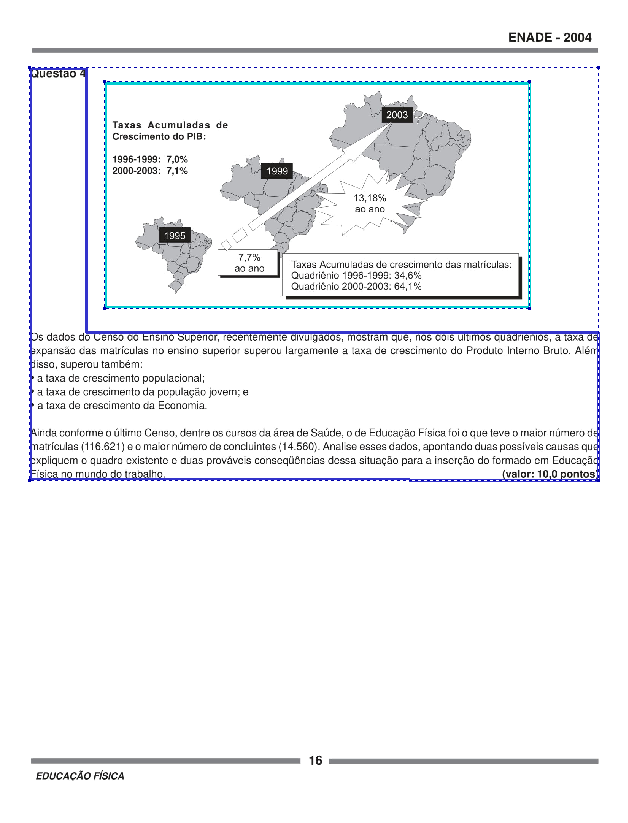 ENADE - 2004
Questão 4
Taxas Acumuladas de
Crescimento do PIB:
1996-1999: 7,0%
2000-2003: 7,1%
2003
1999
1995
13,18%
ao ano
7,7%
ao ano
Taxas Acumuladas de crescimento das matrículas:
Quadriênio 1996-1999: 34,6%
Quadriênio 2000-2003: 64,1%
Os dados do Censo do Ensino Superior, recentemente divulgados, mostram que, nos dois últimos quadriênios, a taxa de
expansão das matrículas no ensino superior superou largamente a taxa de crescimento do Produto Interno Bruto. Além
disso, superou também:
• a taxa de crescimento populacional;
• a taxa de crescimento da população jovem; e
• a taxa de crescimento da Economia.
Ainda conforme o último Censo, dentre os cursos da área de Saúde, o de Educação Física foi o que teve o maior número de
matrículas (116.621) e o maior número de concluintes (14.560). Analise esses dados, apontando duas possíveis causas que
expliquem o quadro existente e duas prováveis conseqüências dessa situação para a inserção do formado em Educação
Física no mundo do trabalho. (valor: 10,0 pontos)
16
EDUCAÇÃO FÍSICA